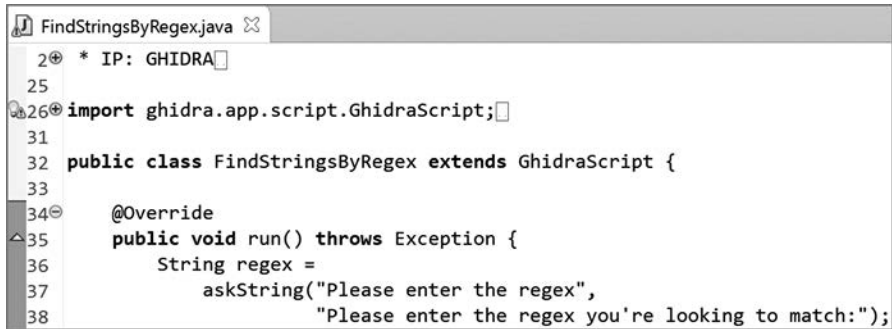 FindStringsByRegex.java
2 * IP: GHIDRA
25
26 import ghidra.app.script.GhidraScript;
31
32 public class FindStringsByRegex extends GhidraScript {
33
34 @Override
35 public void run() throws Exception {
36 String regex =
37 askString("Please enter the regex",
38 "Please enter the regex you're looking to match:");